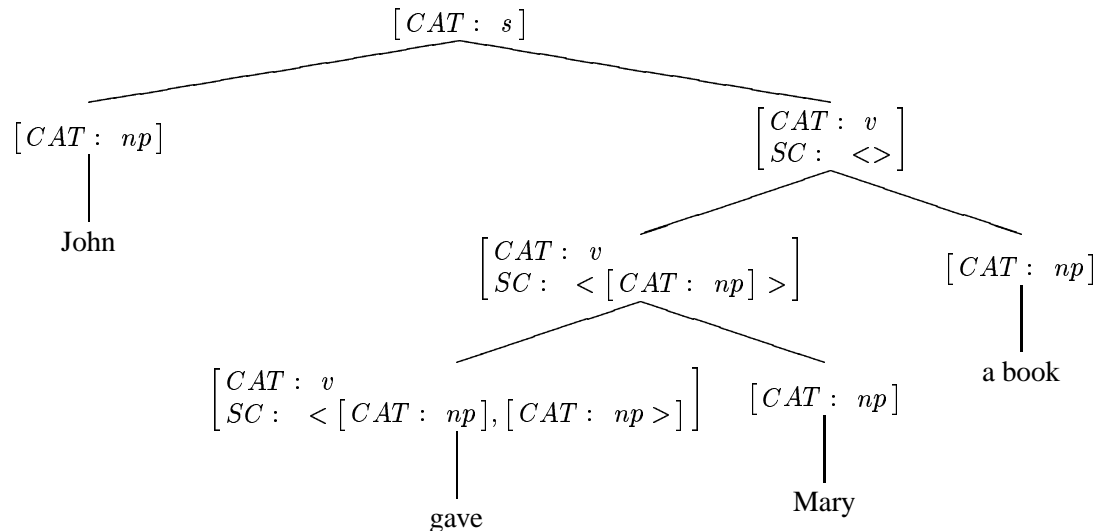 [CAT : s]
[CAT : np]
[CAT : v
SC : <>]
John
[CAT : v
SC : <[CAT : np]>]
[CAT : np]
[CAT : v
SC : <[CAT : np],[CAT : np>]]
[CAT : np]
a book
gave
Mary